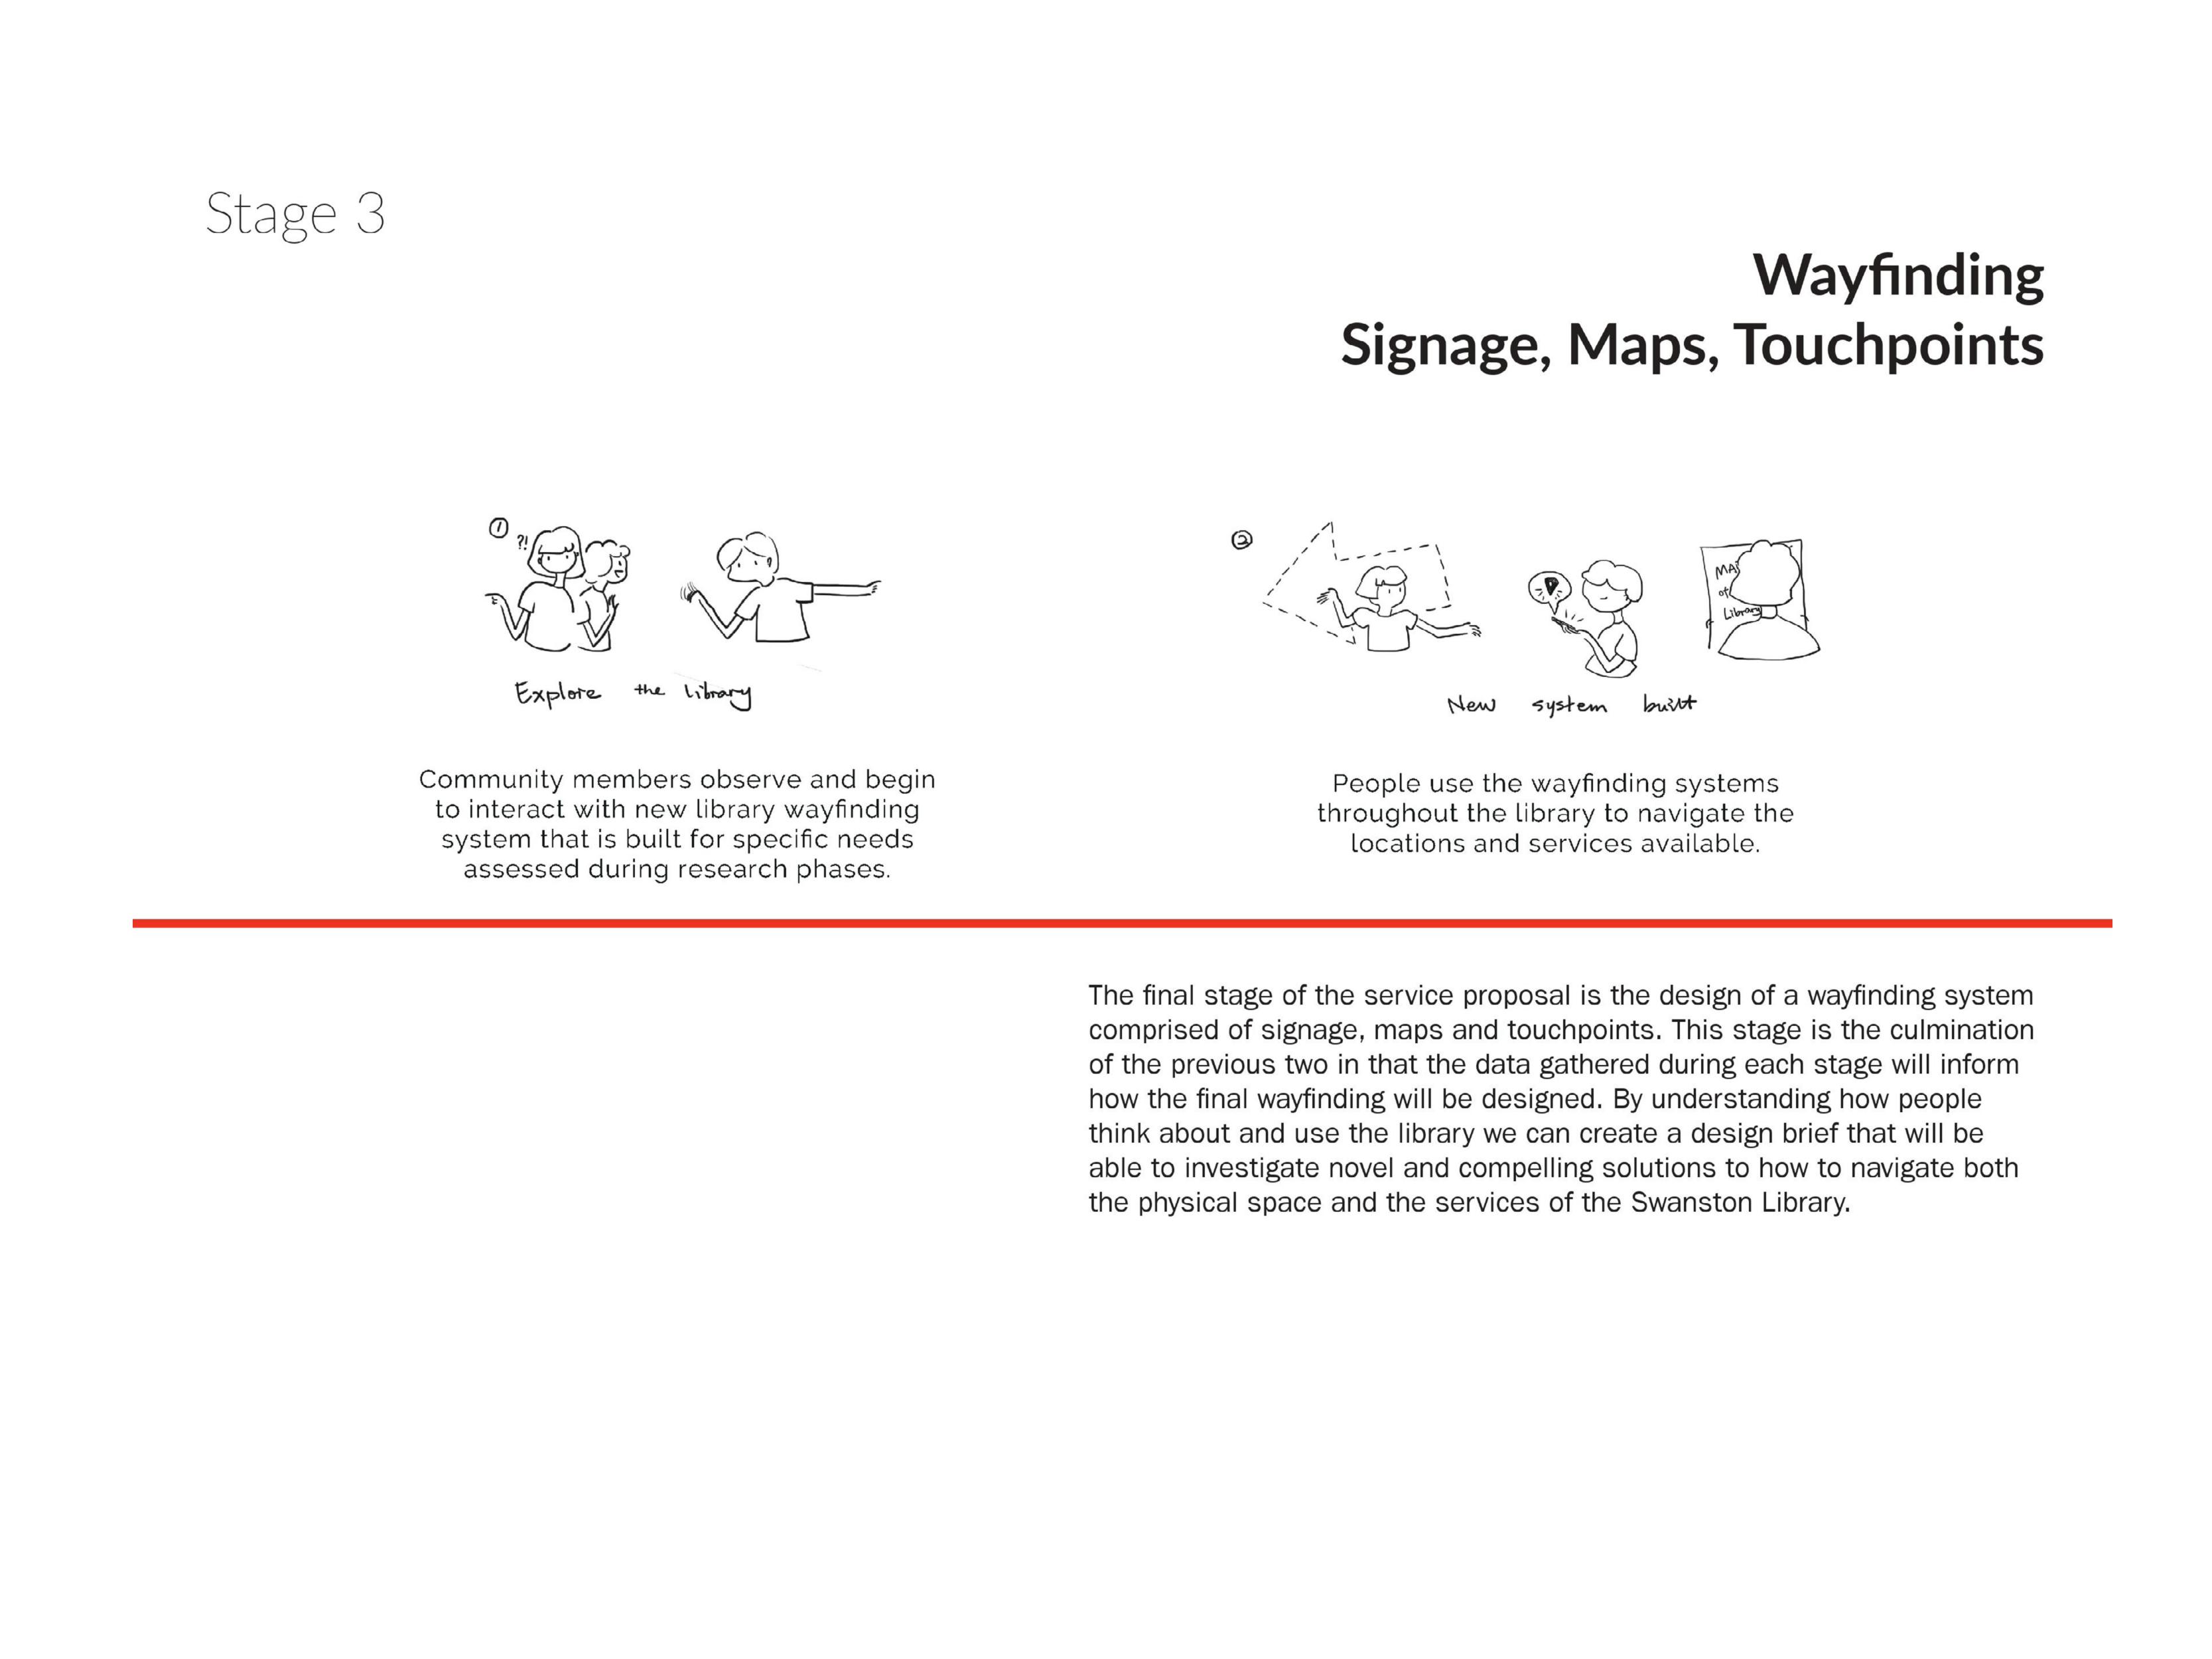 Stage 3
Wayfinding
Signage, Maps, Touchpoints
①
?!
Explore the library
②
MAP
of
Library
New system built
Community members observe and begin
to interact with new library wayfinding
system that is built for specific needs
assessed during research phases.
People use the wayfinding systems
throughout the library to navigate the
locations and services available.
The final stage of the service proposal is the design of a wayfinding system
comprised of signage, maps and touchpoints. This stage is the culmination
of the previous two in that the data gathered during each stage will inform
how the final wayfinding will be designed. By understanding how people
think about and use the library we can create a design brief that will be
able to investigate novel and compelling solutions to how to navigate both
the physical space and the services of the Swanston Library.